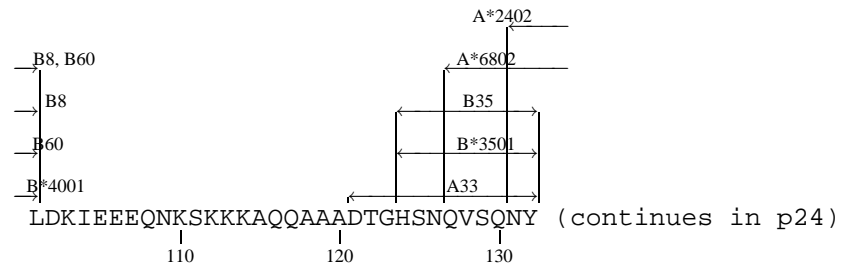 A*2402
B8, B60 A*6802
B8 B35
B60 B*3501
B*4001 A33
LDKIEEEQNKSKKKAQQAAADTGHSNQVSQNY (continues in p24)
110 120 130